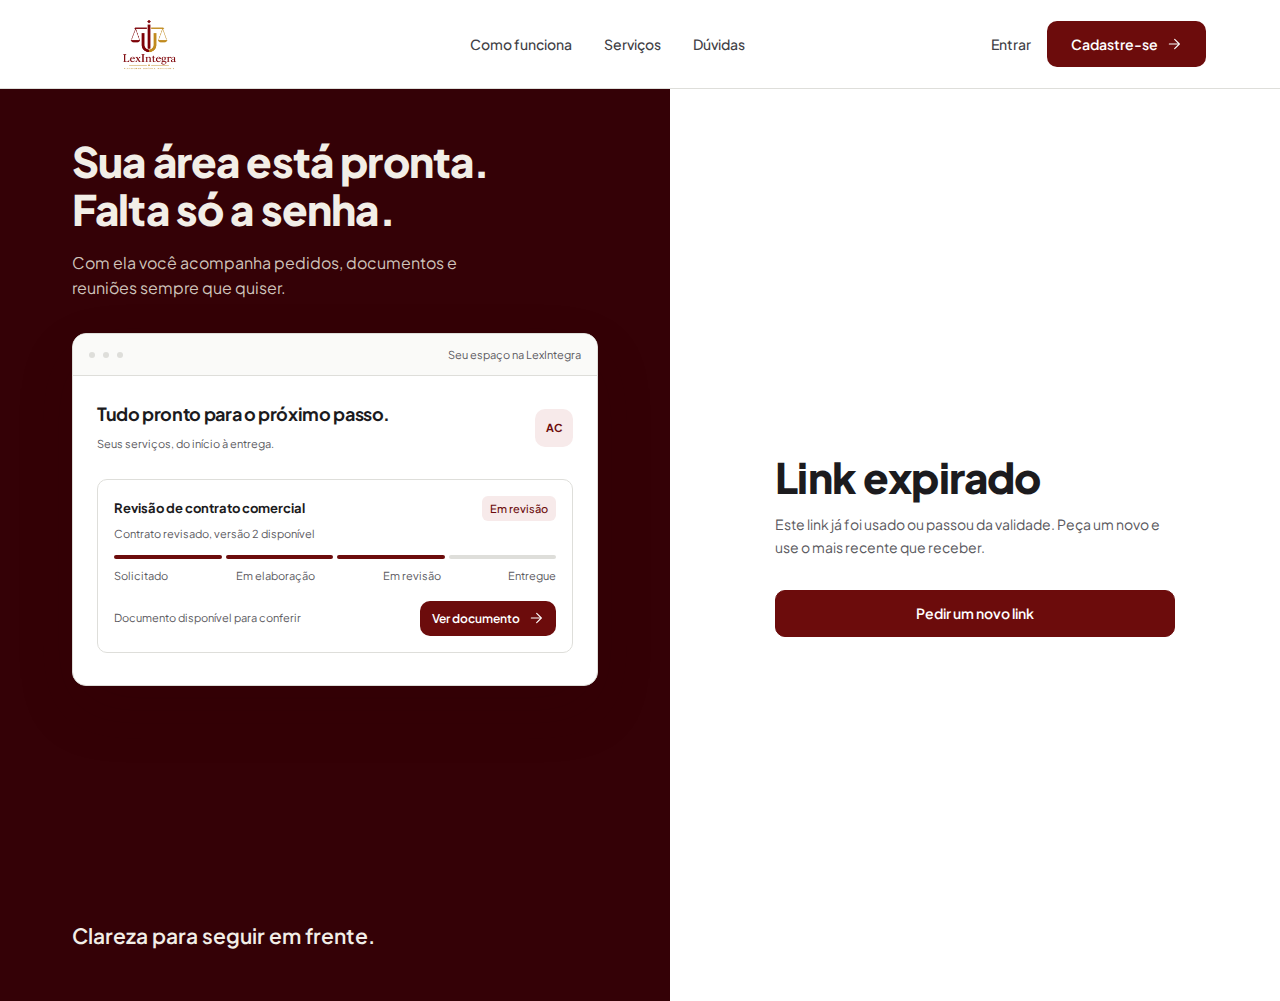 LexIntegra
Como funciona
Serviços
Dúvidas
Entrar
Cadastre-se
Sua área está pronta.
Falta só a senha.
Com ela você acompanha pedidos, documentos e
reuniões sempre que quiser.
Seu espaço na LexIntegra
Tudo pronto para o próximo passo.
AC
Seus serviços, do início à entrega.
Revisão de contrato comercial
Em revisão
Contrato revisado, versão 2 disponível
Solicitado
Em elaboração
Em revisão
Entregue
Documento disponível para conferir
Ver documento
Clareza para seguir em frente.
Link expirado
Este link já foi usado ou passou da validade. Peça um novo e
use o mais recente que receber.
Pedir um novo link